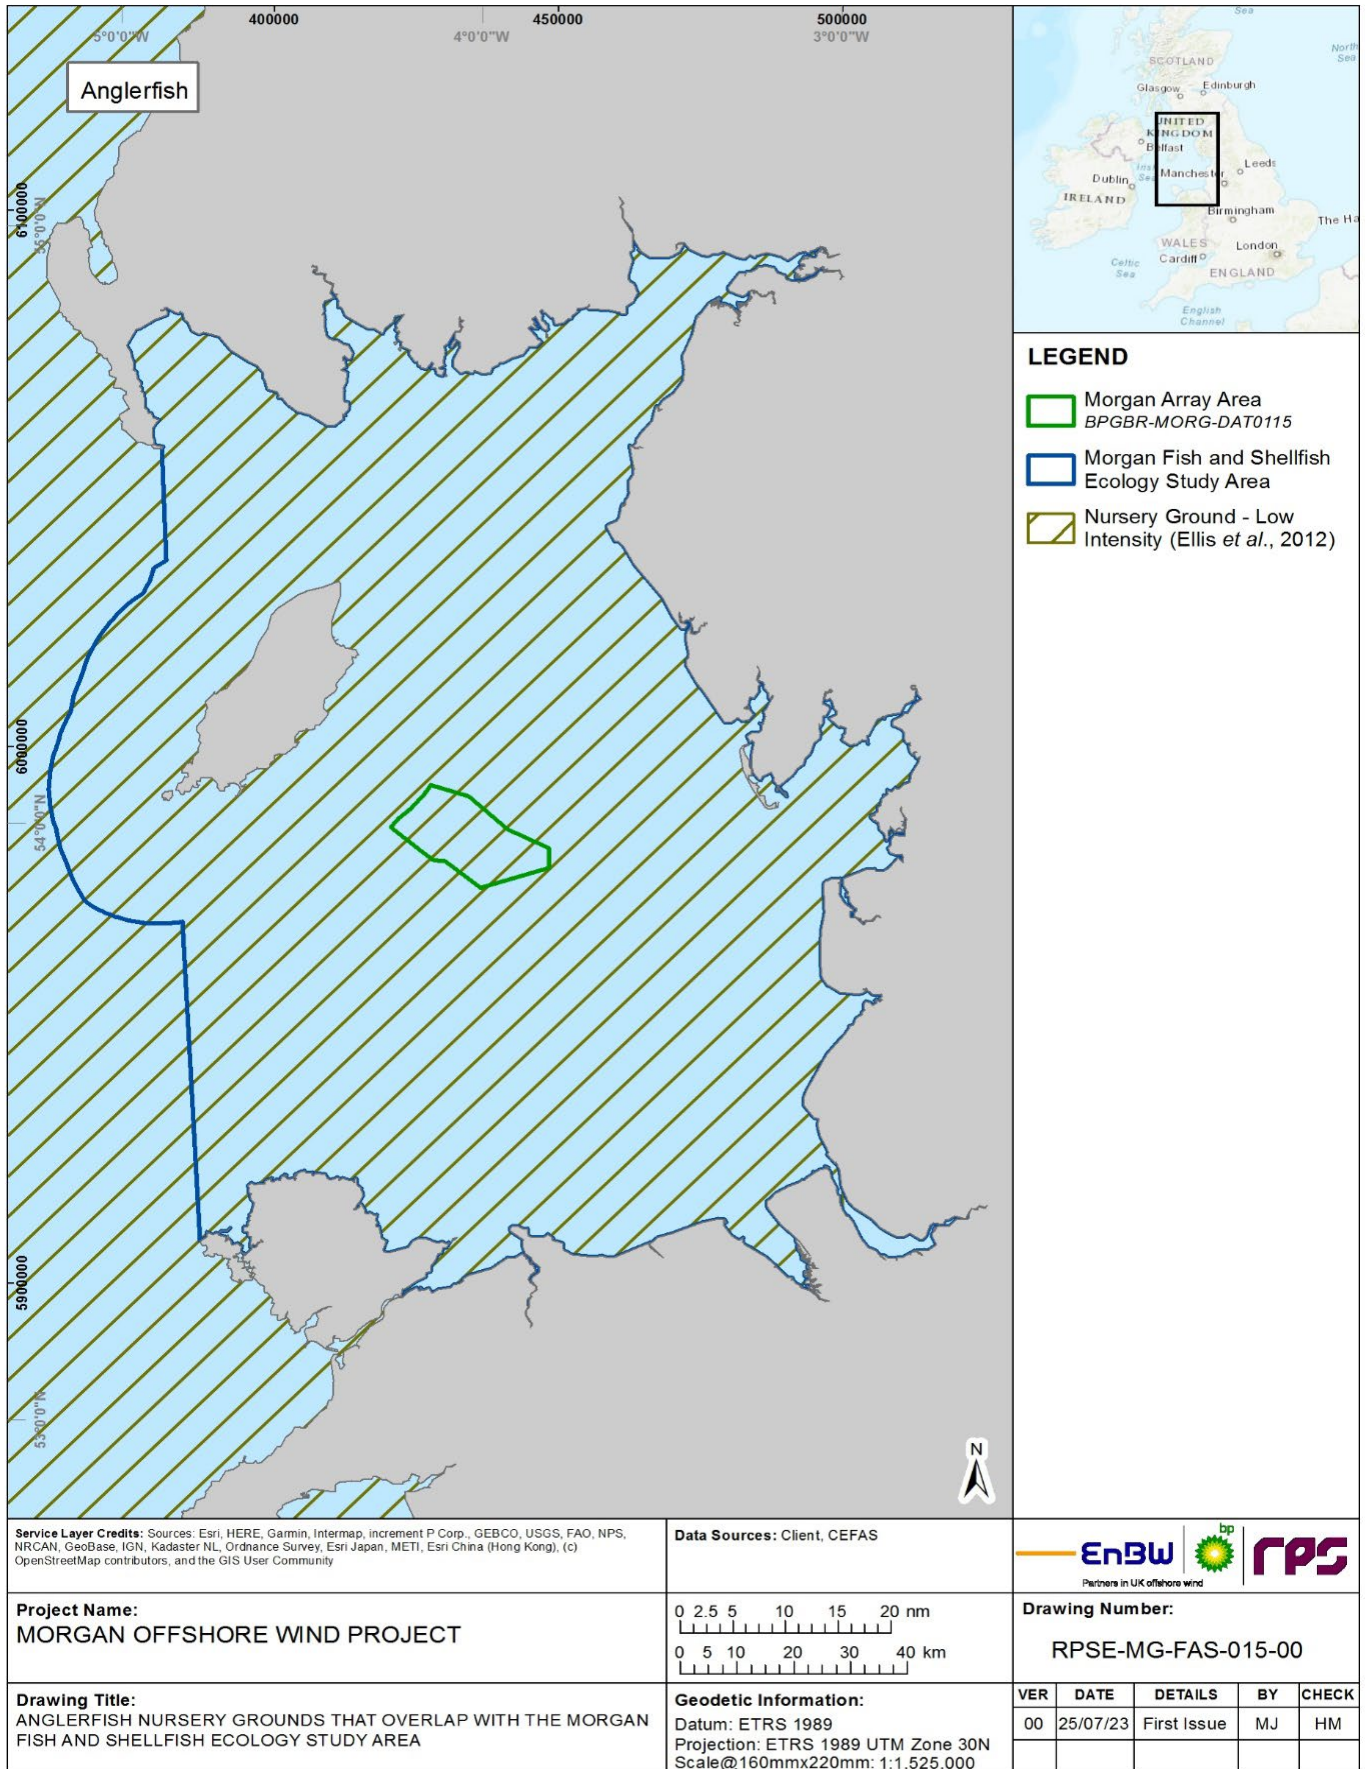 400000
450000
500000
5°0'0"W
4°0'0"W
3°0'0"W
Anglerfish
6100000
55°0'0"N
6000000
54°0'0"N
5900000
53°0'0"N
N
Sea
North
Sea
SCOTLAND
Glasgow
Edinburgh
UNITED
KINGDOM
Belfast
Irish
Sea
Leeds
Dublin
Manchester
IRELAND
Birmingham
The Ha
WALES
London
Cardiff
Celtic
Sea
ENGLAND
English
Channel
LEGEND
Morgan Array Area
BPGBR-MORG-DAT0115
Morgan Fish and Shellfish
Ecology Study Area
Nursery Ground - Low
Intensity (Ellis et al., 2012)
Service Layer Credits: Sources: Esri, HERE, Garmin, Intermap, increment P Corp., GEBCO, USGS, FAO, NPS,
NRCAN, GeoBase, IGN, Kadaster NL, Ordnance Survey, Esri Japan, METI, Esri China (Hong Kong), (c)
OpenStreetMap contributors, and the GIS User Community
Data Sources: Client, CEFAS
EnBW
bp
rps
Partners in UK offshore wind
Project Name:
MORGAN OFFSHORE WIND PROJECT
0 2.5 5 10 15 20 nm
0 5 10 20 30 40 km
Drawing Number:
RPSE-MG-FAS-015-00
Drawing Title:
ANGLERFISH NURSERY GROUNDS THAT OVERLAP WITH THE MORGAN
FISH AND SHELLFISH ECOLOGY STUDY AREA
Geodetic Information:
Datum: ETRS 1989
Projection: ETRS 1989 UTM Zone 30N
Scale@160mmx220mm: 1:1,525,000
VER DATE DETAILS BY CHECK
00 25/07/23 First Issue MJ HM